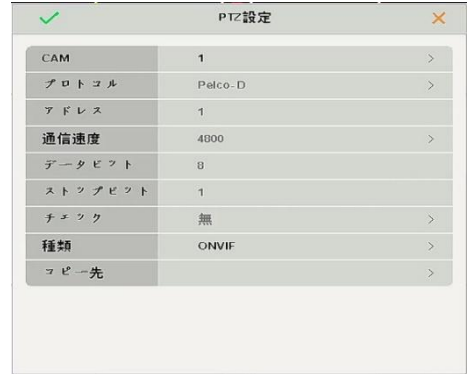 PTZ設定
CAM 1
プロトコル Pelco-D
アドレス 1
通信速度 4800
データビット 8
ストップビット 1
チェック 無
種類 ONVIF
コピー先